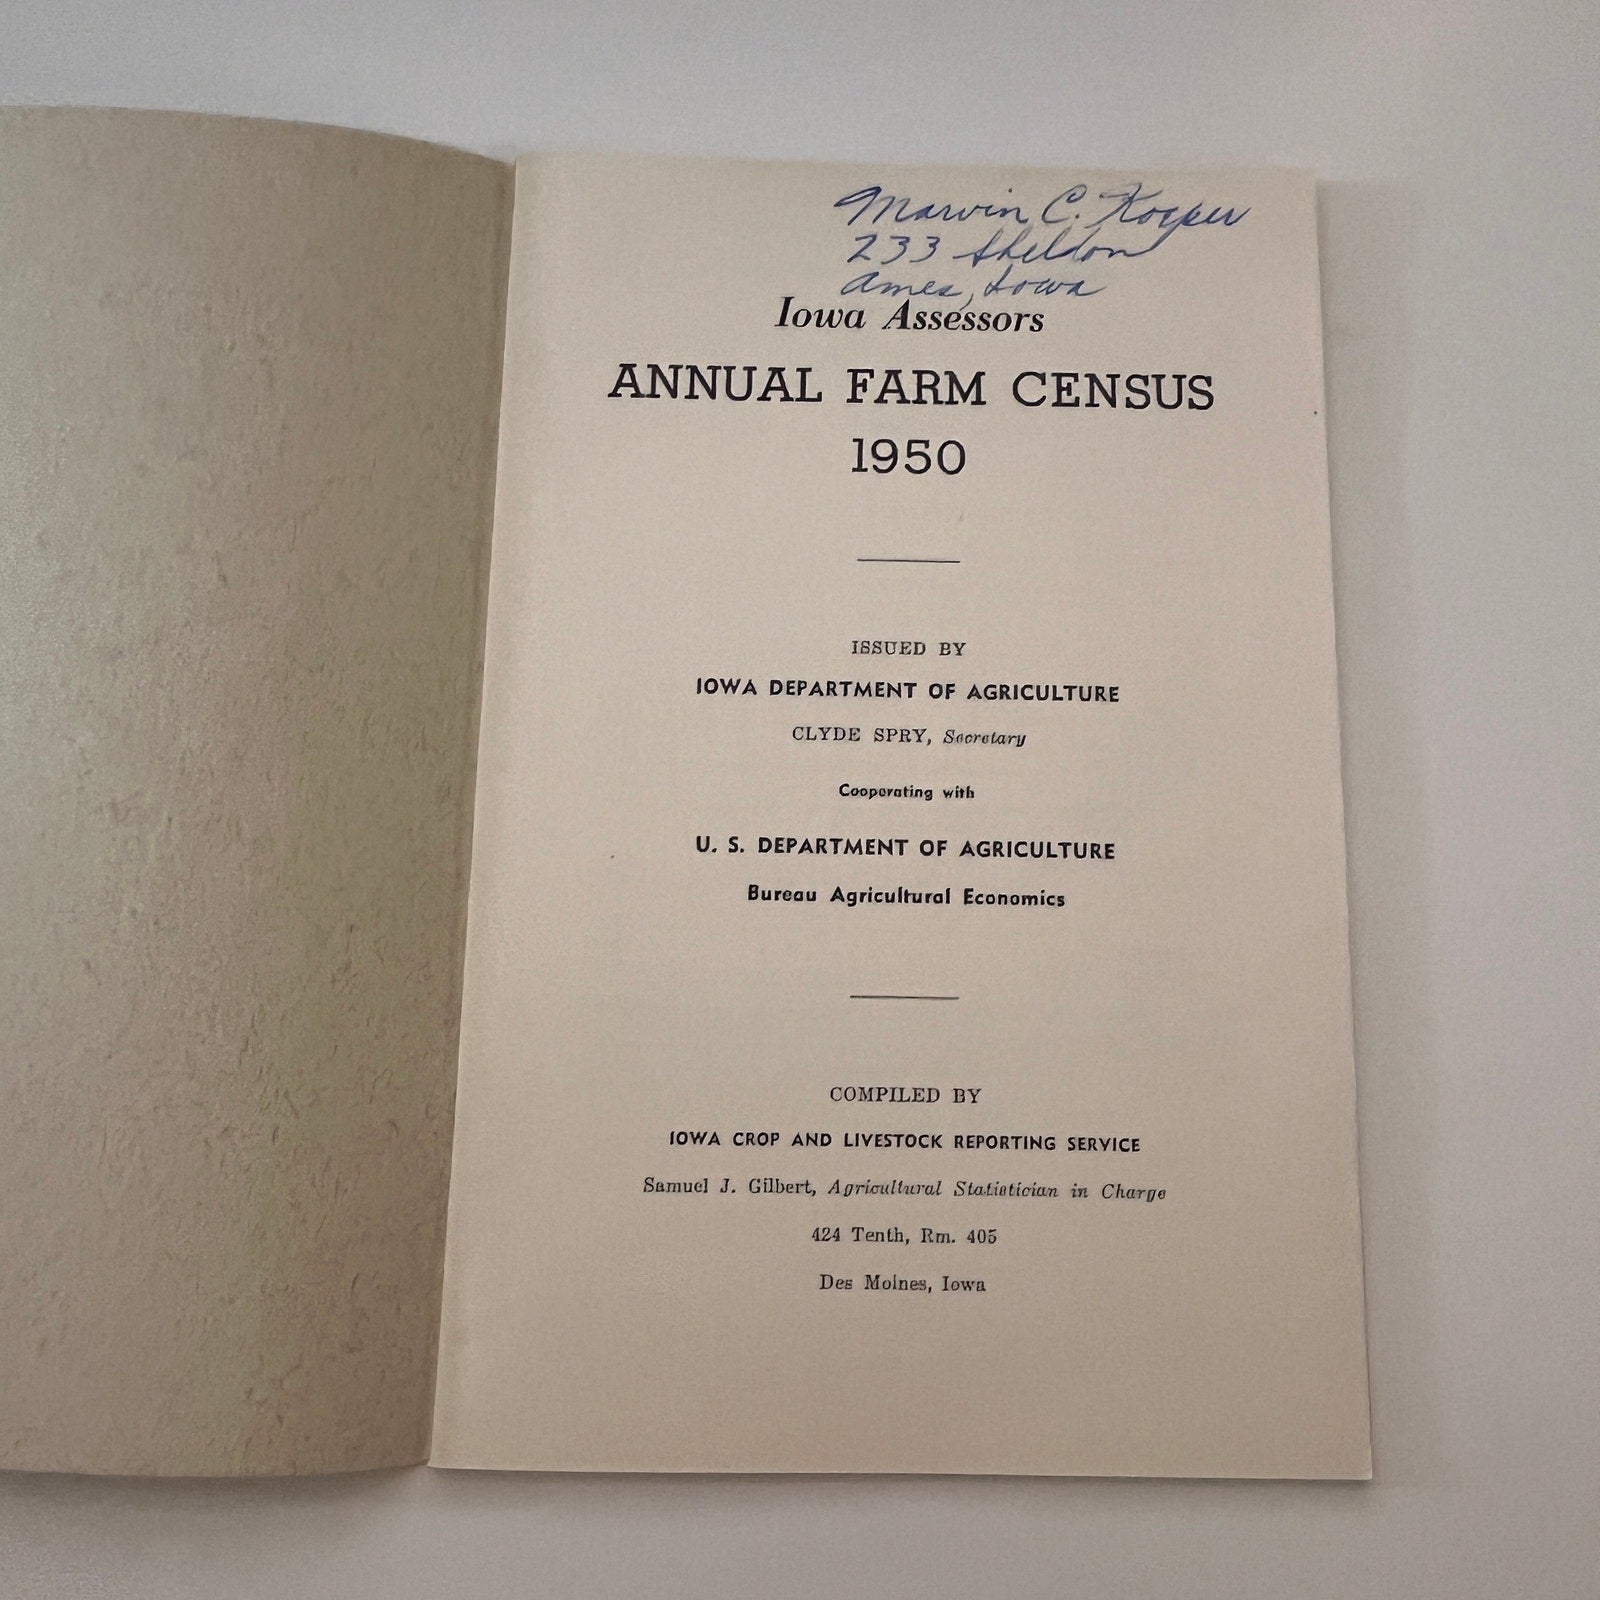 Marvin C. Kooper
233 Sheldon
Ames, Iowa
Iowa Assessors
ANNUAL FARM CENSUS
1950
ISSUED BY
IOWA DEPARTMENT OF AGRICULTURE
CLYDE SPRY, Secretary
Cooperating with
U. S. DEPARTMENT OF AGRICULTURE
Bureau Agricultural Economics
COMPILED BY
IOWA CROP AND LIVESTOCK REPORTING SERVICE
Samuel J. Gilbert, Agricultural Statistician in Charge
424 Tenth, Rm. 405
Des Moines, Iowa